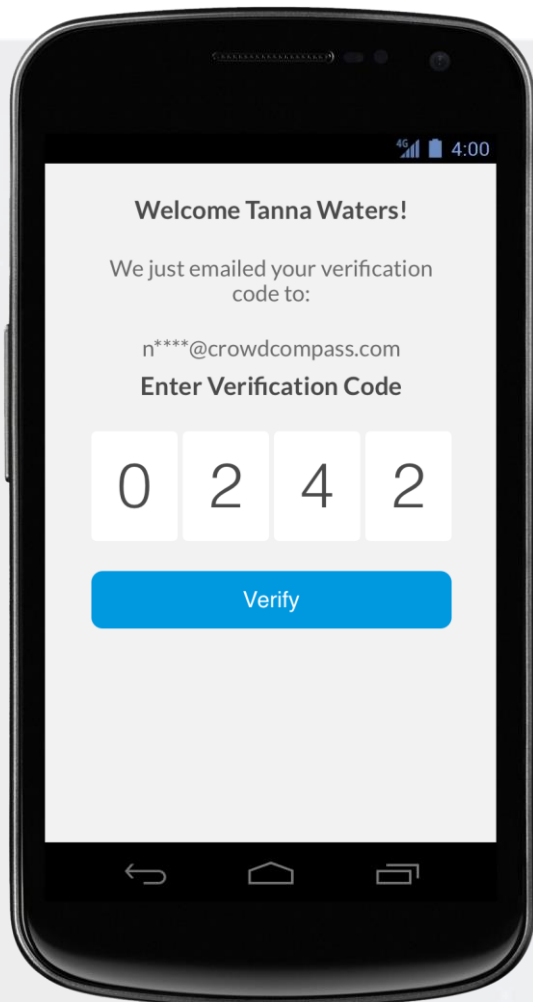 4G 4:00
Welcome Tanna Waters!
We just emailed your verification
code to:
n****@crowdcompass.com
Enter Verification Code
0 2 4 2
Verify